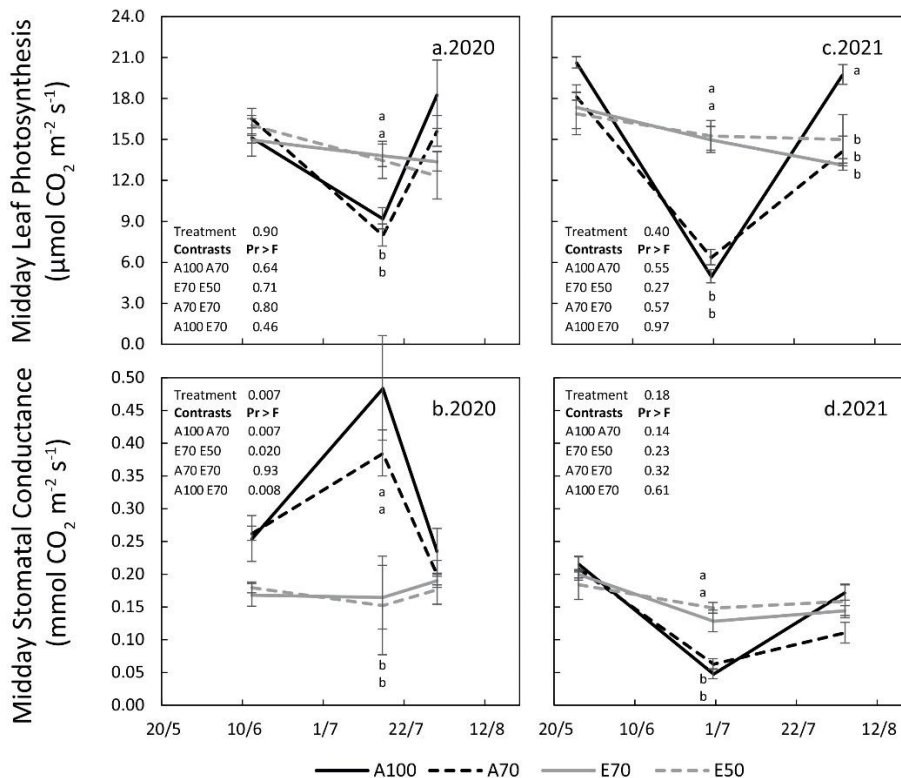 Midday Leaf Photosynthesis
(µmol CO2 m-2 s-1)
24.0
21.0
18.0
15.0
12.0
9.0
6.0
3.0
0.0
a.2020
a
a
b
b
Treatment 0.90
Contrasts Pr > F
A100 A70 0.64
E70 E50 0.71
A70 E70 0.80
A100 E70 0.46
c.2021
a
a
a
b
b
b
b
b
Treatment 0.40
Contrasts Pr > F
A100 A70 0.55
E70 E50 0.27
A70 E70 0.57
A100 E70 0.97
Midday Stomatal Conductance
(mmol CO2 m-2 s-1)
0.50
0.45
0.40
0.35
0.30
0.25
0.20
0.15
0.10
0.05
0.00
b.2020
Treatment 0.007
Contrasts Pr > F
A100 A70 0.007
E70 E50 0.020
A70 E70 0.93
A100 E70 0.008
a
a
b
b
d.2021
Treatment 0.18
Contrasts Pr > F
A100 A70 0.14
E70 E50 0.23
A70 E70 0.32
A100 E70 0.61
a
a
b
b
20/5 10/6 1/7 22/7 12/8
20/5 10/6 1/7 22/7 12/8
A100 A70 E70 E50